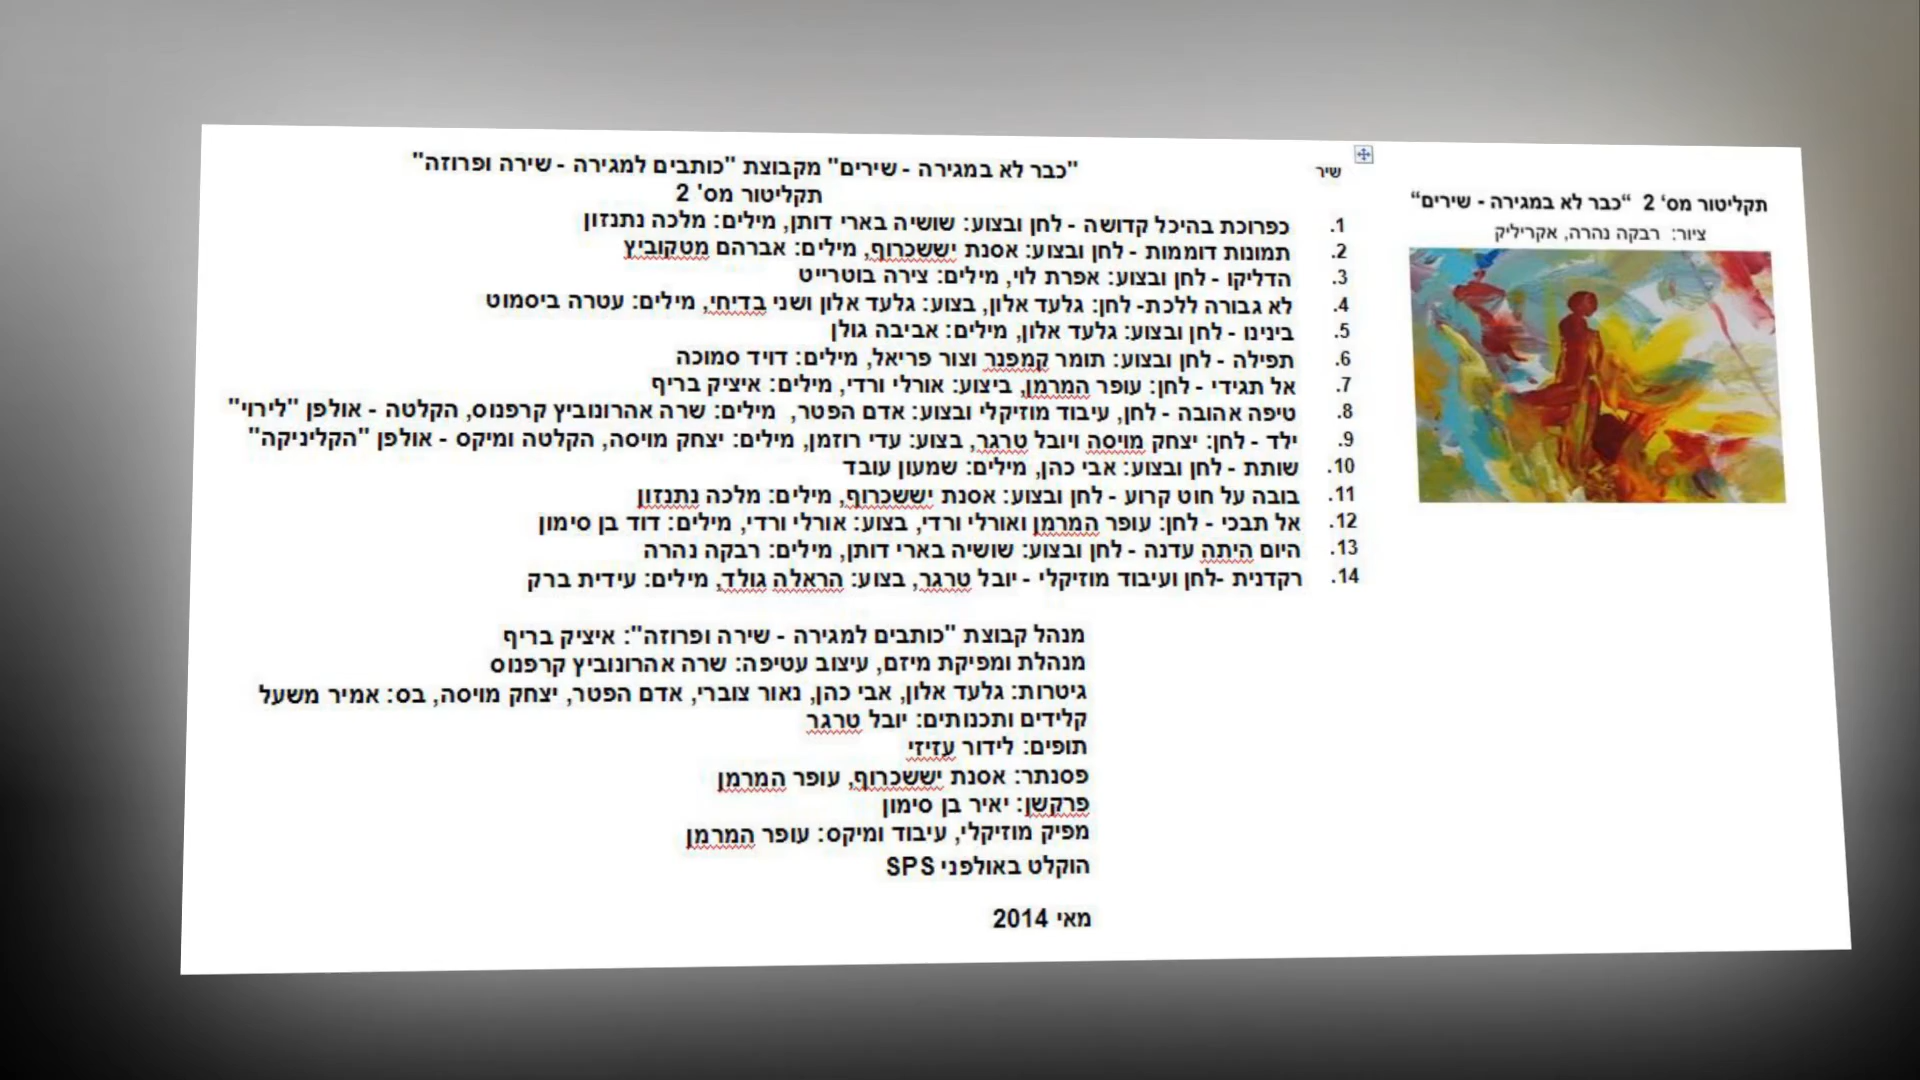 תקליטור מס' 2 "כבר לא במגירה - שירים"
ציור: רבקה נהרה, אקריליק
שיר
"כבר לא במגירה - שירים" מקבוצת "כותבים למגירה - שירה ופרוזה"
תקליטור מס' 2
1. כפרוכת בהיכל קדושה - לחן ובצוע: שושיה בארי דותן, מילים: מלכה נתנזון
2. תמונות דוממות - לחן ובצוע: אסנת יששכרוף, מילים: אברהם מטקוביץ
3. הדליקו - לחן ובצוע: אפרת לוי, מילים: צירה בוטרייט
4. לא גבורה ללכת- לחן: גלעד אלון, בצוע: גלעד אלון ושני בדיחי, מילים: עטרה ביסמוט
5. בינינו - לחן ובצוע: גלעד אלון, מילים: אביבה גולן
6. תפילה - לחן ובצוע: תומר קמפנר וצור פריאל, מילים: דויד סמוכה
7. אל תגידי - לחן: עופר המרמן, ביצוע: אורלי ורדי, מילים: איציק בריף
8. טיפה אהובה - לחן, עיבוד מוזיקלי ובצוע: אדם הפטר, מילים: שרה אהרונוביץ קרפנוס, הקלטה - אולפן "לירוי"
9. ילד - לחן: יצחק מויסה ויובל טרגר, בצוע: עדי רוזמן, מילים: יצחק מויסה, הקלטה ומיקס - אולפן "הקליניקה"
10. שותת - לחן ובצוע: אבי כהן, מילים: שמעון עובד
11. בובה על חוט קרוע - לחן ובצוע: אסנת יששכרוף, מילים: מלכה נתנזון
12. אל תבכי - לחן: עופר המרמן ואורלי ורדי, בצוע: אורלי ורדי, מילים: דוד בן סימון
13. היום היתה עדנה - לחן ובצוע: שושיה בארי דותן, מילים: רבקה נהרה
14. רקדנית -לחן ועיבוד מוזיקלי - יובל טרגר, בצוע: הראלה גולד, מילים: עידית ברק
מנהל קבוצת "כותבים למגירה - שירה ופרוזה": איציק בריף
מנהלת ומפיקת מיזם, עיצוב עטיפה: שרה אהרונוביץ קרפנוס
גיטרות: גלעד אלון, אבי כהן, נאור צוברי, אדם הפטר, יצחק מויסה, בס: אמיר משעל
קלידים ותכנותים: יובל טרגר
תופים: לידור עזיזי
פסנתר: אסנת יששכרוף, עופר המרמן
פרקשן: יאיר בן סימון
מפיק מוזיקלי, עיבוד ומיקס: עופר המרמן
הוקלט באולפני SPS
מאי 2014